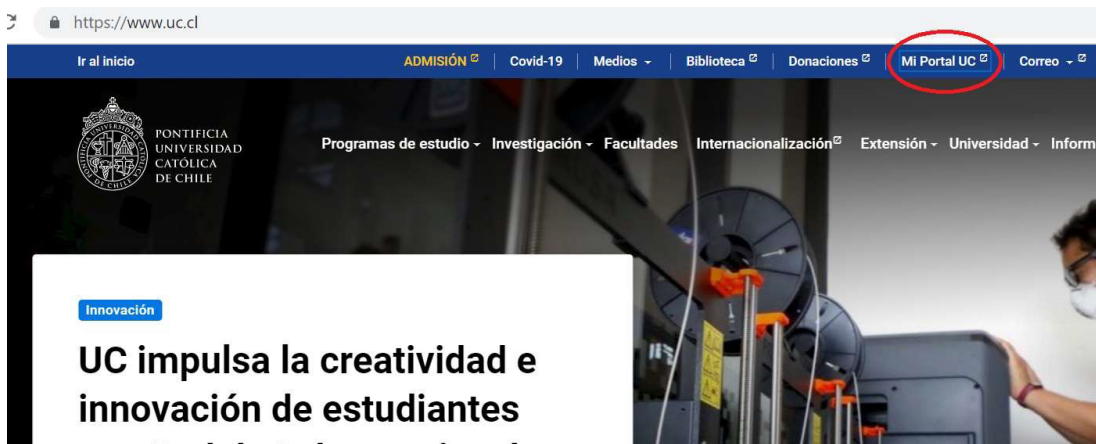 https://www.uc.cl
Ir al inicio ADMISIÓN Covid-19 Medios Biblioteca Donaciones Mi Portal UC Correo
PONTIFICIA
UNIVERSIDAD
CATÓLICA
DE CHILE
Programas de estudio Investigación Facultades Internacionalización Extensión Universidad Inform
Innovación
UC impulsa la creatividad e
innovación de estudiantes